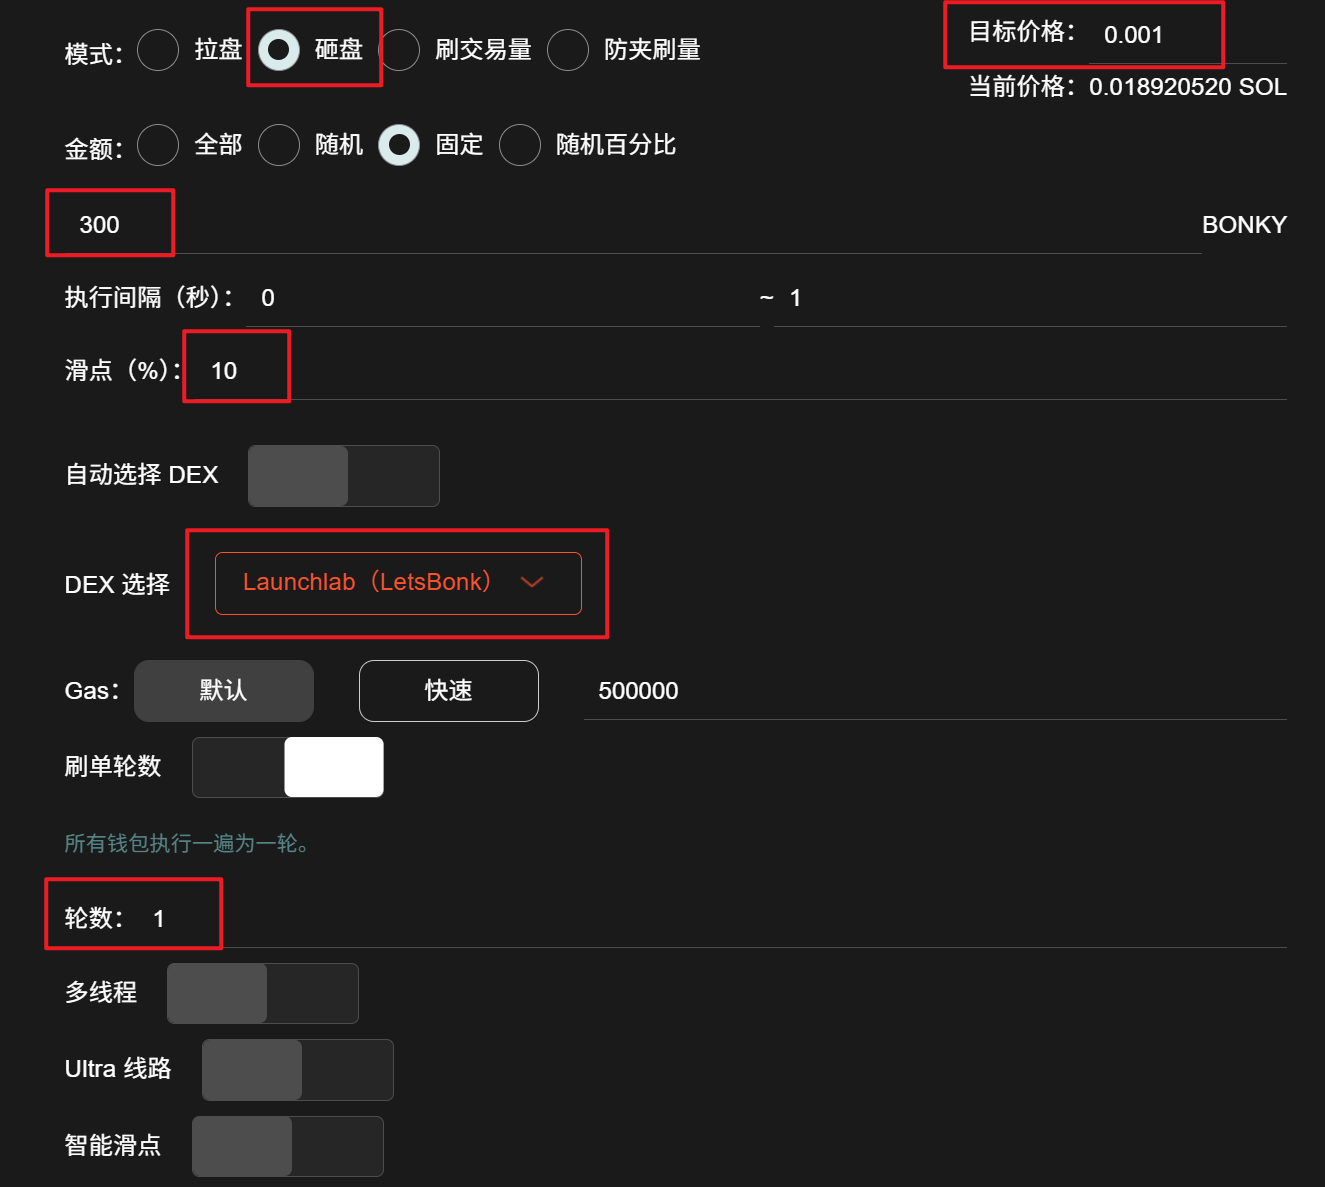 模式： 拉盘 砸盘 刷交易量 防夹刷量
目标价格： 0.001
当前价格：0.018920520 SOL
金额： 全部 随机 固定 随机百分比
300 BONKY
执行间隔（秒）： 0 ~ 1
滑点（%）： 10
自动选择 DEX
DEX 选择 Launchlab（LetsBonk）
Gas： 默认 快速 500000
刷单轮数
所有钱包执行一遍为一轮。
轮数： 1
多线程
Ultra 线路
智能滑点